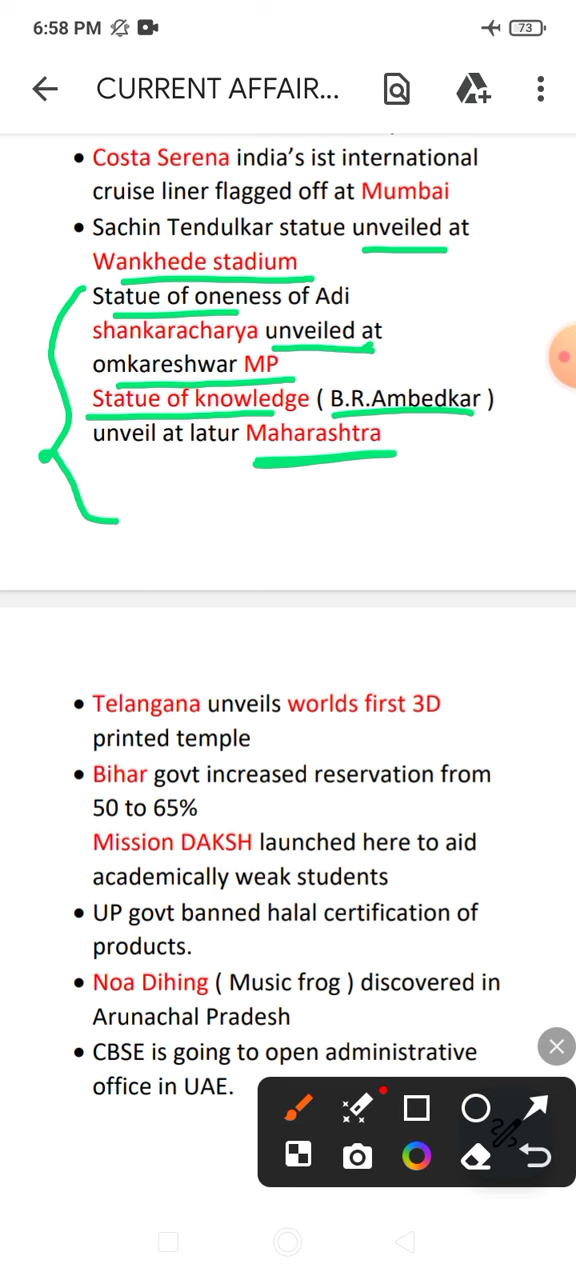 6:58 PM 73
CURRENT AFFAIR...
• Costa Serena india's ist international
cruise liner flagged off at Mumbai
• Sachin Tendulkar statue unveiled at
Wankhede stadium
Statue of oneness of Adi
shankaracharya unveiled at
omkareshwar MP
Statue of knowledge ( B.R.Ambedkar )
unveil at latur Maharashtra
• Telangana unveils worlds first 3D
printed temple
• Bihar govt increased reservation from
50 to 65%
Mission DAKSH launched here to aid
academically weak students
• UP govt banned halal certification of
products.
• Noa Dihing ( Music frog ) discovered in
Arunachal Pradesh
• CBSE is going to open administrative
office in UAE.